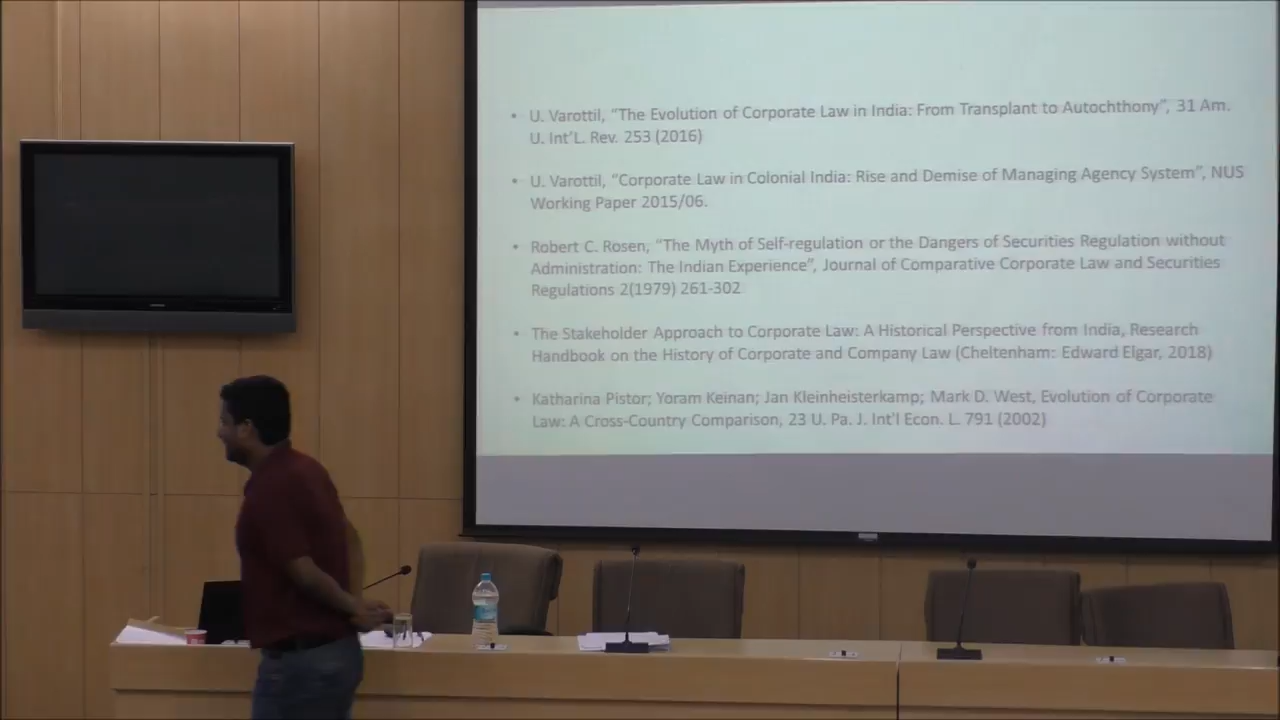 • U. Varottil, “The Evolution of Corporate Law in India: From Transplant to Autochthony”, 31 Am.
U. Int’L. Rev. 253 (2016)
• U. Varottil, “Corporate Law in Colonial India: Rise and Demise of Managing Agency System”, NUS
Working Paper 2015/06.
• Robert C. Rosen, “The Myth of Self-regulation or the Dangers of Securities Regulation without
Administration: The Indian Experience”, Journal of Comparative Corporate Law and Securities
Regulations 2(1979) 261-302
• The Stakeholder Approach to Corporate Law: A Historical Perspective from India, Research
Handbook on the History of Corporate and Company Law (Cheltenham: Edward Elgar, 2018)
• Katharina Pistor; Yoram Keinan; Jan Kleinheisterkamp; Mark D. West, Evolution of Corporate
Law: A Cross-Country Comparison, 23 U. Pa. J. Int'l Econ. L. 791 (2002)